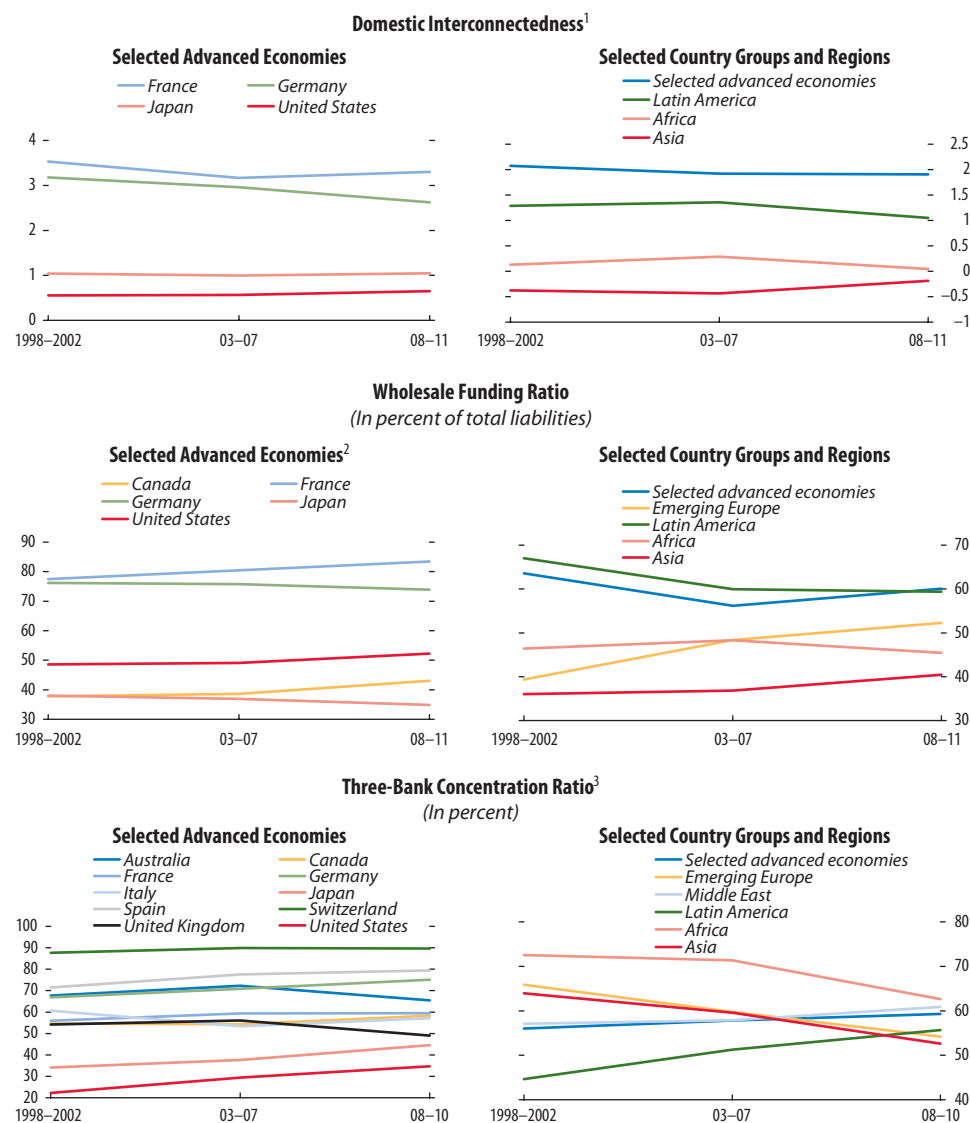 Domestic Interconnectedness1
Selected Advanced Economies
France Germany
Japan United States
4
3
2
1
0
1998–2002 03–07 08–11
Selected Country Groups and Regions
Selected advanced economies
Latin America
Africa
Asia
2.5
2
1.5
1
0.5
0
–0.5
–1
1998–2002 03–07 08–11
Wholesale Funding Ratio
(In percent of total liabilities)
Selected Advanced Economies2
Canada France
Germany Japan
United States
90
80
70
60
50
40
30
1998–2002 03–07 08–11
Selected Country Groups and Regions
Selected advanced economies
Emerging Europe
Latin America
Africa
Asia
70
60
50
40
30
1998–2002 03–07 08–11
Three-Bank Concentration Ratio3
(In percent)
Selected Advanced Economies
Australia Canada
France Germany
Italy Japan
Spain Switzerland
United Kingdom United States
100
90
80
70
60
50
40
30
20
1998–2002 03–07 08–10
Selected Country Groups and Regions
Selected advanced economies
Emerging Europe
Middle East
Latin America
Africa
Asia
80
70
60
50
40
1998–2002 03–07 08–10